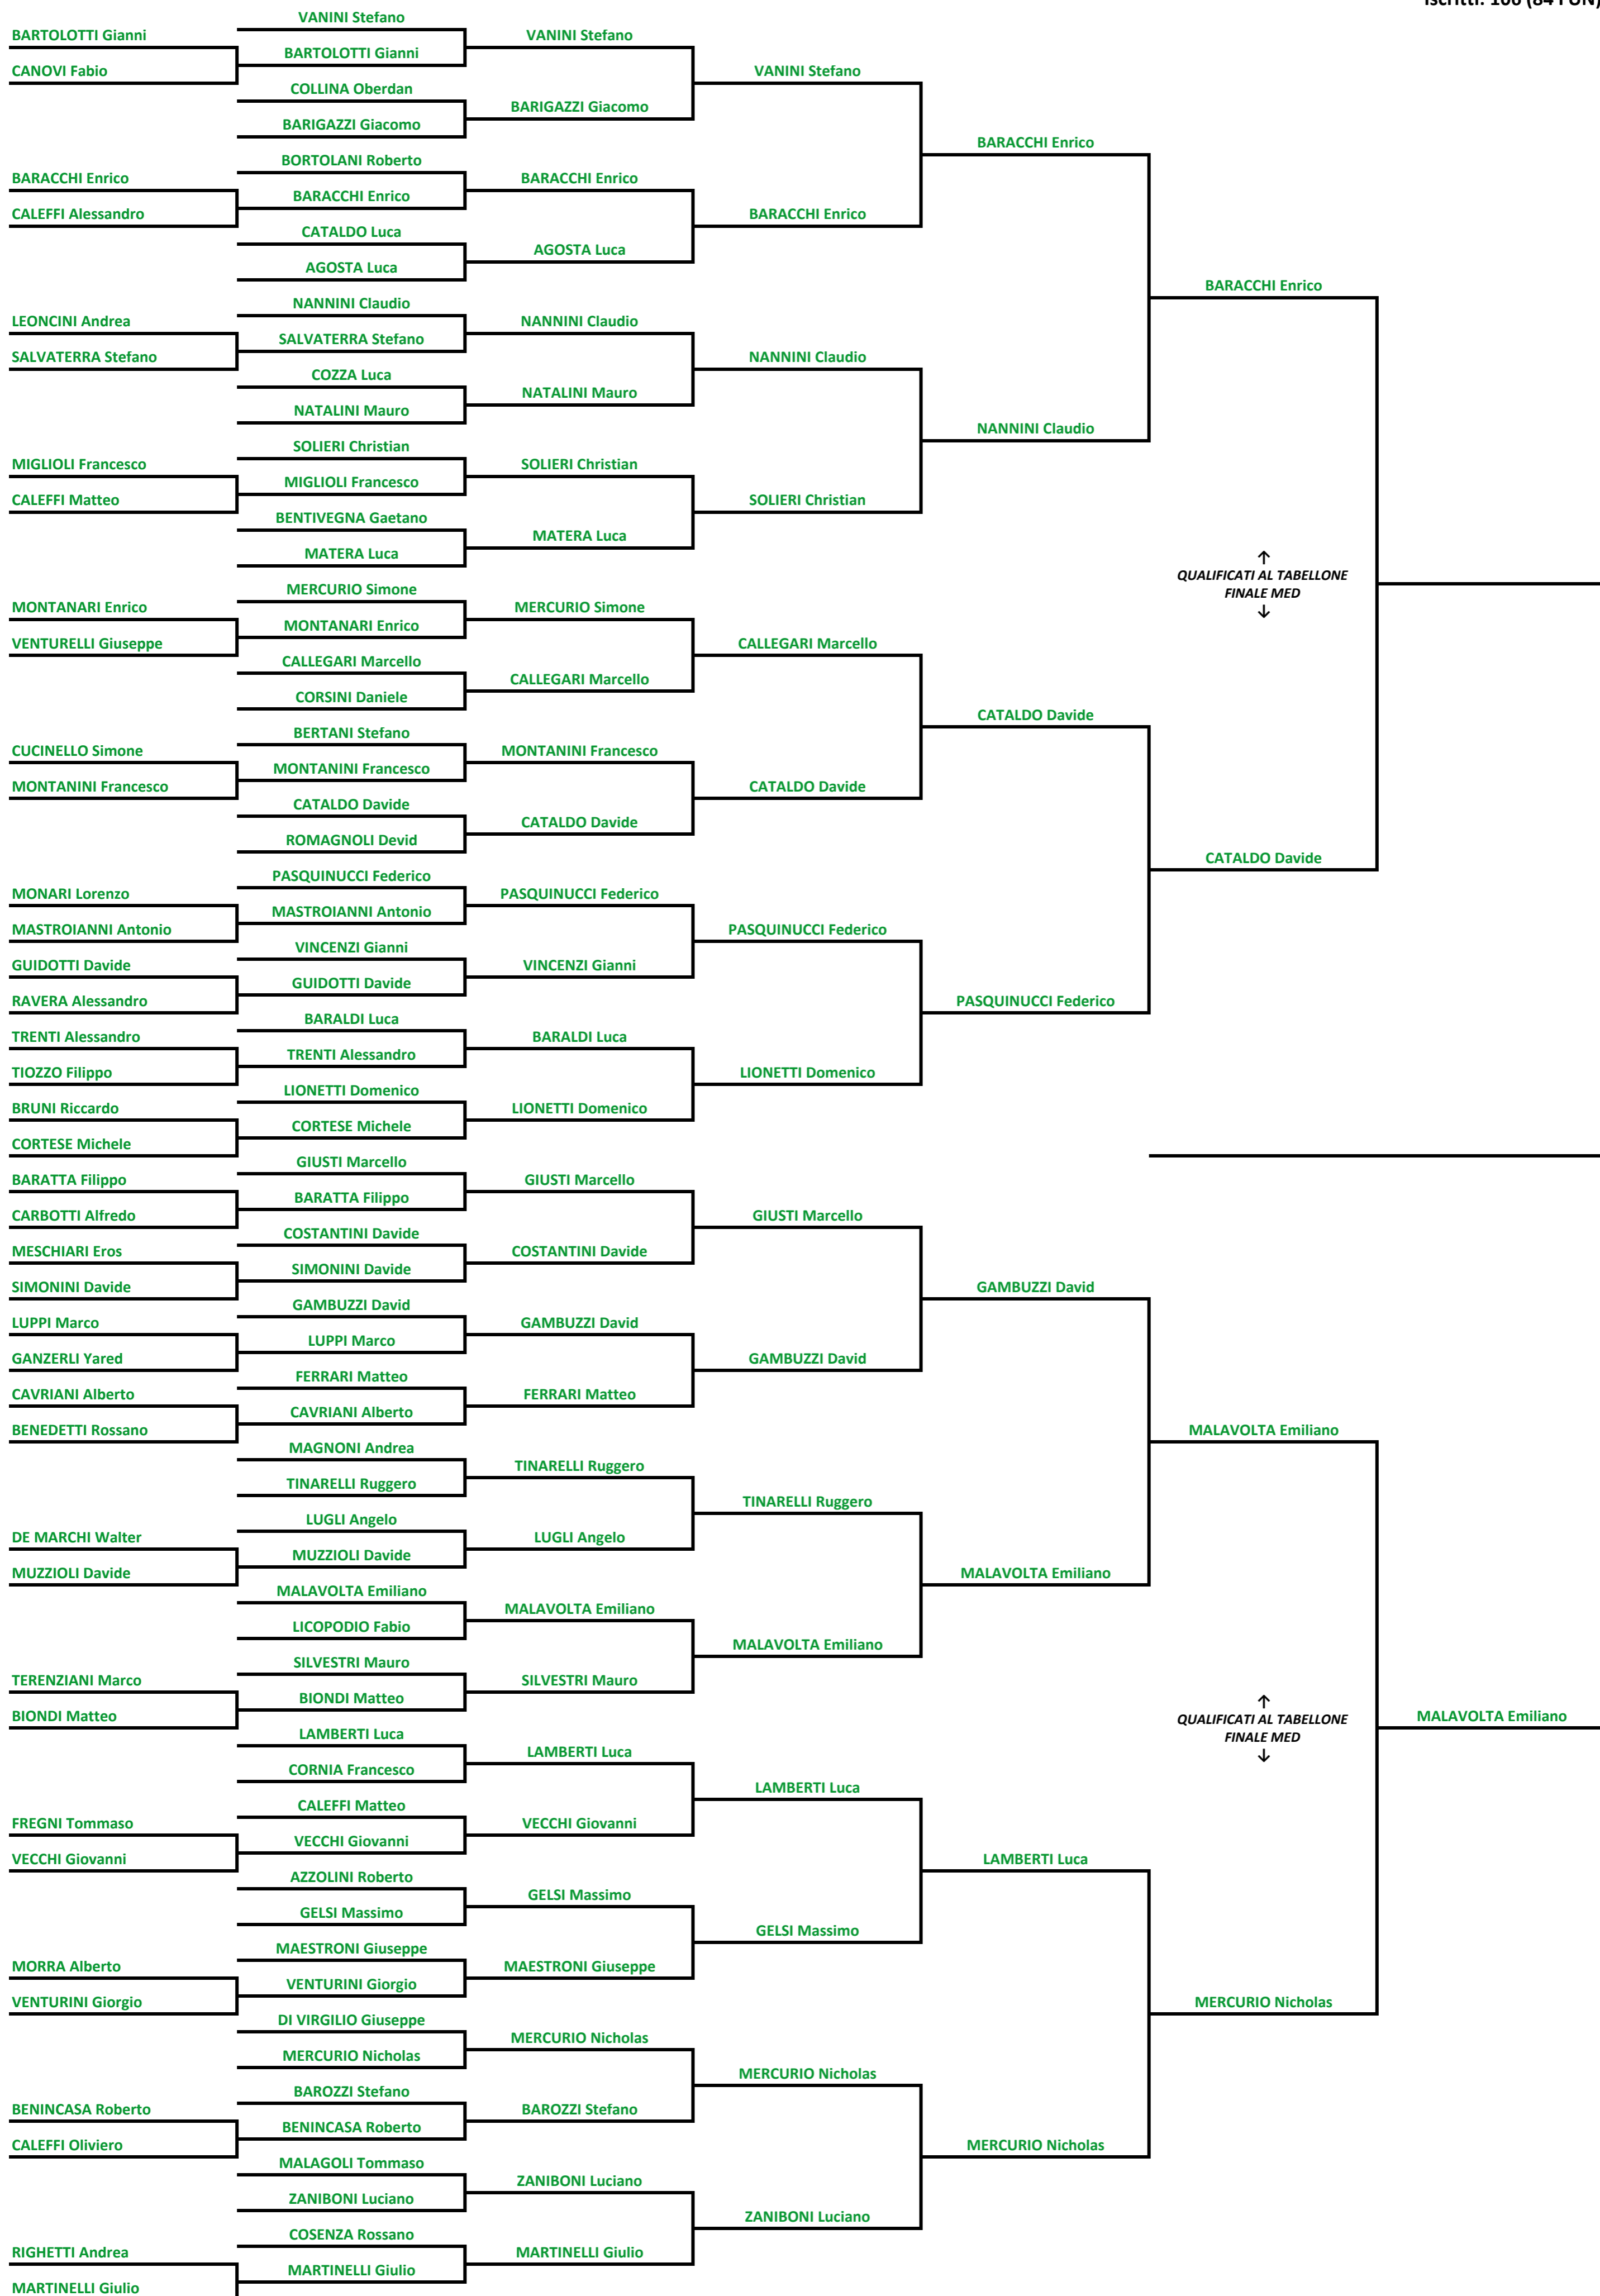 Iscritti: 106 (84 FUN)
VANINI Stefano
BARTOLOTTI Gianni
VANINI Stefano
BARTOLOTTI Gianni
CANOVI Fabio
VANINI Stefano
COLLINA Oberdan
BARIGAZZI Giacomo
BARIGAZZI Giacomo
BARACCHI Enrico
BORTOLANI Roberto
BARACCHI Enrico
BARACCHI Enrico
BARACCHI Enrico
CALEFFI Alessandro
BARACCHI Enrico
CATALDO Luca
AGOSTA Luca
AGOSTA Luca
BARACCHI Enrico
NANNINI Claudio
LEONCINI Andrea
NANNINI Claudio
SALVATERRA Stefano
SALVATERRA Stefano
NANNINI Claudio
COZZA Luca
NATALINI Mauro
NATALINI Mauro
NANNINI Claudio
SOLIERI Christian
MIGLIOLI Francesco
SOLIERI Christian
MIGLIOLI Francesco
CALEFFI Matteo
SOLIERI Christian
BENTIVEGNA Gaetano
MATERA Luca
MATERA Luca
↑
QUALIFICATI AL TABELLONE
FINALE MED
↓
MERCURIO Simone
MONTANARI Enrico
MERCURIO Simone
MONTANARI Enrico
VENTURELLI Giuseppe
CALLEGARI Marcello
CALLEGARI Marcello
CALLEGARI Marcello
CORSINI Daniele
CATALDO Davide
BERTANI Stefano
CUCINELLO Simone
MONTANINI Francesco
MONTANINI Francesco
MONTANINI Francesco
CATALDO Davide
CATALDO Davide
CATALDO Davide
ROMAGNOLI Devid
CATALDO Davide
PASQUINUCCI Federico
MONARI Lorenzo
PASQUINUCCI Federico
MASTROIANNI Antonio
MASTROIANNI Antonio
PASQUINUCCI Federico
VINCENZI Gianni
GUIDOTTI Davide
VINCENZI Gianni
GUIDOTTI Davide
RAVERA Alessandro
PASQUINUCCI Federico
BARALDI Luca
TRENTI Alessandro
BARALDI Luca
TRENTI Alessandro
TIOZZO Filippo
LIONETTI Domenico
LIONETTI Domenico
BRUNI Riccardo
LIONETTI Domenico
CORTESE Michele
CORTESE Michele
GIUSTI Marcello
BARATTA Filippo
GIUSTI Marcello
BARATTA Filippo
CARBOTTI Alfredo
GIUSTI Marcello
COSTANTINI Davide
MESCHIARI Eros
COSTANTINI Davide
SIMONINI Davide
SIMONINI Davide
GAMBUZZI David
GAMBUZZI David
LUPPI Marco
GAMBUZZI David
LUPPI Marco
GANZERLI Yared
GAMBUZZI David
FERRARI Matteo
CAVRIANI Alberto
FERRARI Matteo
CAVRIANI Alberto
BENEDETTI Rossano
MALAVOLTA Emiliano
MAGNONI Andrea
TINARELLI Ruggero
TINARELLI Ruggero
TINARELLI Ruggero
LUGLI Angelo
DE MARCHI Walter
LUGLI Angelo
MUZZIOLI Davide
MUZZIOLI Davide
MALAVOLTA Emiliano
MALAVOLTA Emiliano
MALAVOLTA Emiliano
LICOPODIO Fabio
MALAVOLTA Emiliano
SILVESTRI Mauro
TERENZIANI Marco
SILVESTRI Mauro
BIONDI Matteo
BIONDI Matteo
↑
QUALIFICATI AL TABELLONE
FINALE MED
↓
MALAVOLTA Emiliano
LAMBERTI Luca
LAMBERTI Luca
CORNIA Francesco
LAMBERTI Luca
CALEFFI Matteo
FREGNI Tommaso
VECCHI Giovanni
VECCHI Giovanni
VECCHI Giovanni
LAMBERTI Luca
AZZOLINI Roberto
GELSI Massimo
GELSI Massimo
GELSI Massimo
MAESTRONI Giuseppe
MORRA Alberto
MAESTRONI Giuseppe
VENTURINI Giorgio
VENTURINI Giorgio
MERCURIO Nicholas
DI VIRGILIO Giuseppe
MERCURIO Nicholas
MERCURIO Nicholas
MERCURIO Nicholas
BAROZZI Stefano
BENINCASA Roberto
BAROZZI Stefano
BENINCASA Roberto
CALEFFI Oliviero
MERCURIO Nicholas
MALAGOLI Tommaso
ZANIBONI Luciano
ZANIBONI Luciano
ZANIBONI Luciano
COSENZA Rossano
RIGHETTI Andrea
MARTINELLI Giulio
MARTINELLI Giulio
MARTINELLI Giulio